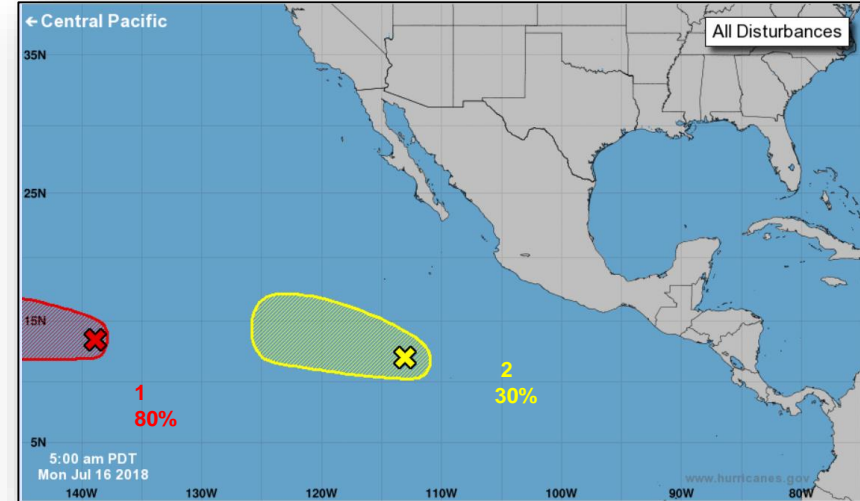 ← Central Pacific
All Disturbances
35N
25N
15N
5N
1
80%
2
30%
5:00 am PDT
Mon Jul 16 2018
www.hurricanes.gov
140W
130W
120W
110W
100W
90W
80W